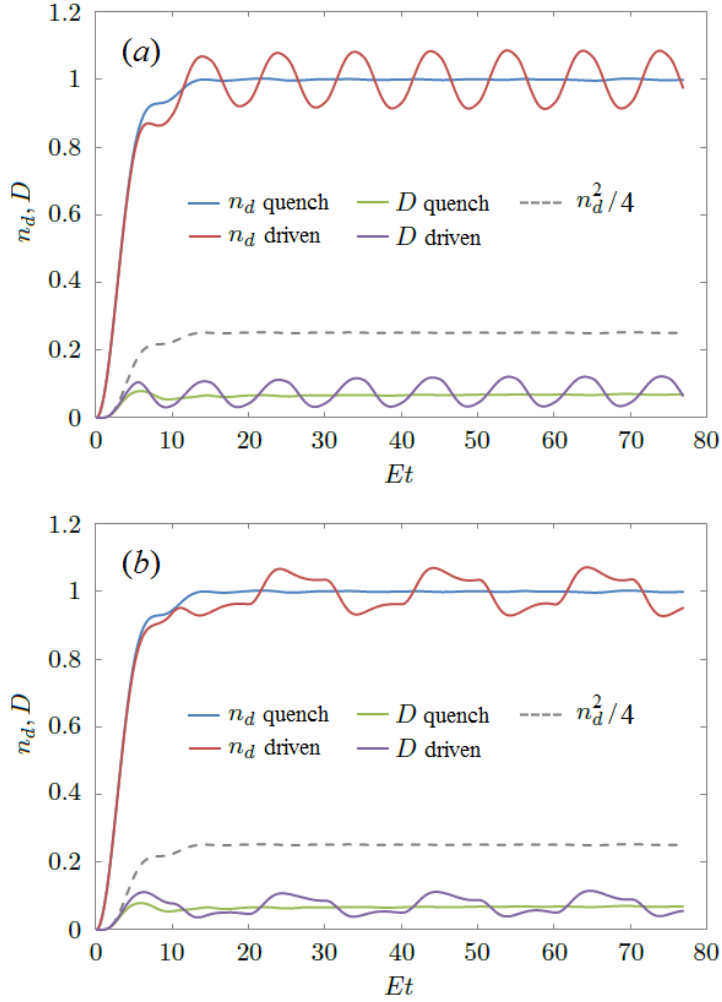 1.2
(a)
1
0.8
n_d, D
n_d quench
D quench
n_d^2/4
0.6
n_d driven
D driven
0.4
0.2
0
0 10 20 30 40 50 60 70 80
Et
1.2
(b)
1
0.8
n_d, D
n_d quench
D quench
n_d^2/4
0.6
n_d driven
D driven
0.4
0.2
0
0 10 20 30 40 50 60 70 80
Et